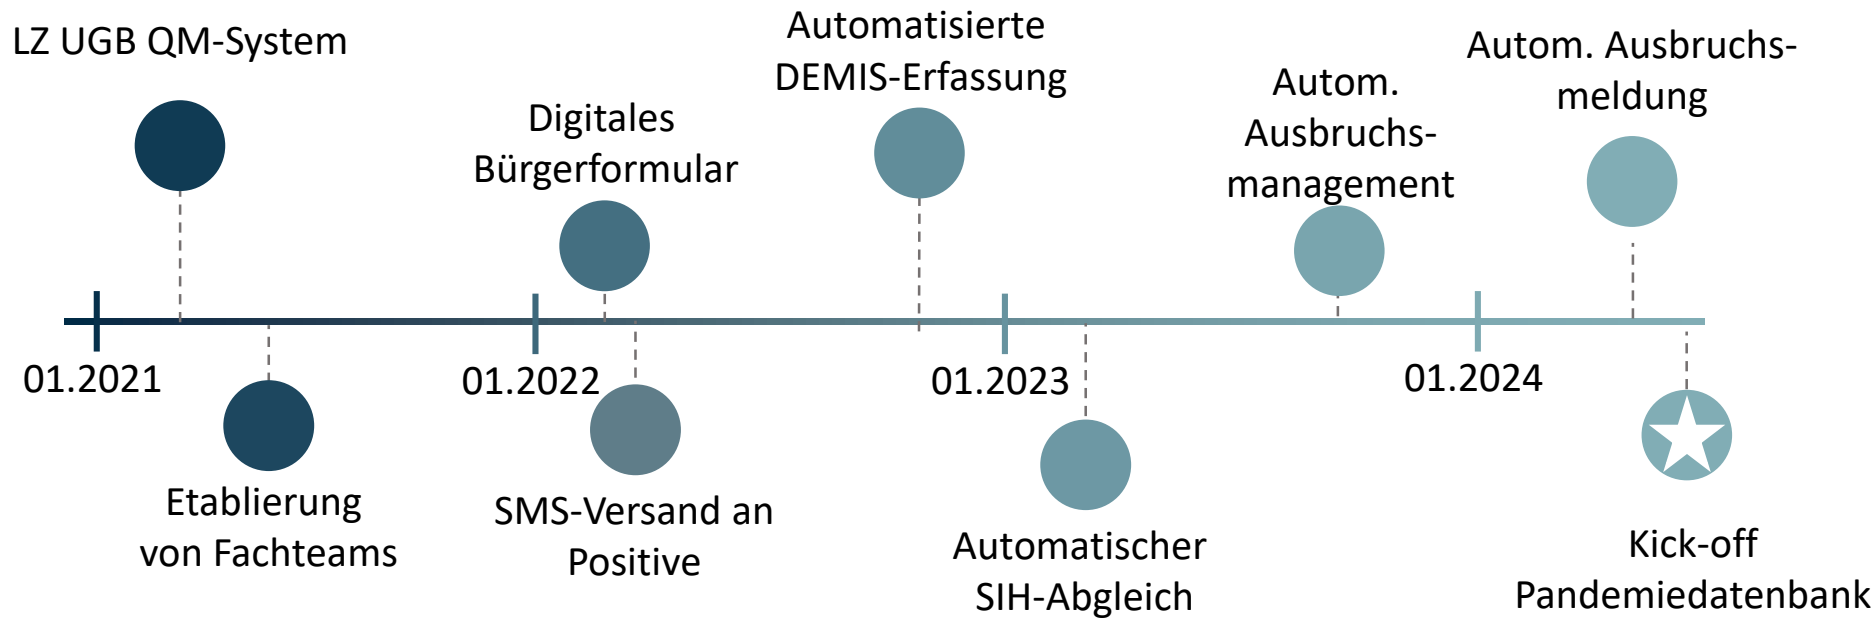 LZ UGB QM-System
Automatisierte
DEMIS-Erfassung
Autom. Ausbruchs-
meldung
Autom.
Ausbruchs-
management
Digitales
Bürgerformular
01.2021
01.2022
01.2023
01.2024
Etablierung
von Fachteams
SMS-Versand an
Positive
Automatischer
SIH-Abgleich
Kick-off
Pandemiedatenbank